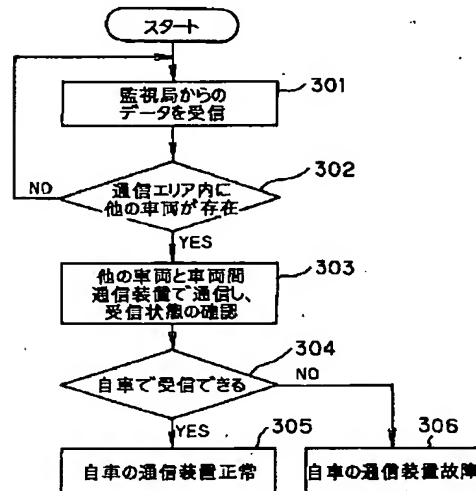 スタート
監視局からの
データを受信
301
通信エリア内に
他の車両が存在
302
NO
YES
他の車両と車両間
通信装置で通信し、
受信状態の確認
303
自車で受信できる
304
NO
YES
305
306
自車の通信装置正常
自車の通信装置故障